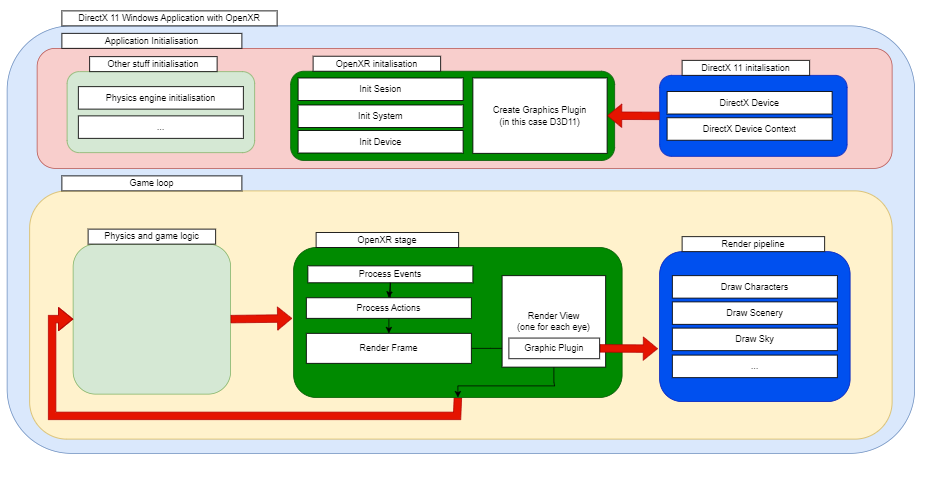 DirectX 11 Windows Application with OpenXR
Application Initialisation
Other stuff initialisation
Physics engine initialisation
...
OpenXR initalisation
Init Sesion
Init System
Init Device
Create Graphics Plugin
(in this case D3D11)
DirectX 11 initalisation
DirectX Device
DirectX Device Context
Game loop
Physics and game logic
OpenXR stage
Process Events
Process Actions
Render Frame
Render View
(one for each eye)
Graphic Plugin
Render pipeline
Draw Characters
Draw Scenery
Draw Sky
...